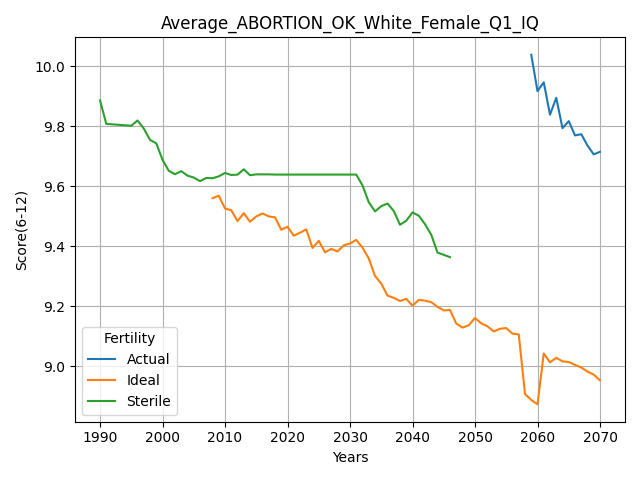 Average_ABORTION_OK_White_Female_Q1_IQ
Score(6-12)
10.0
9.8
9.6
9.4
9.2
9.0
Fertility
Actual
Ideal
Sterile
1990 2000 2010 2020 2030 2040 2050 2060 2070
Years